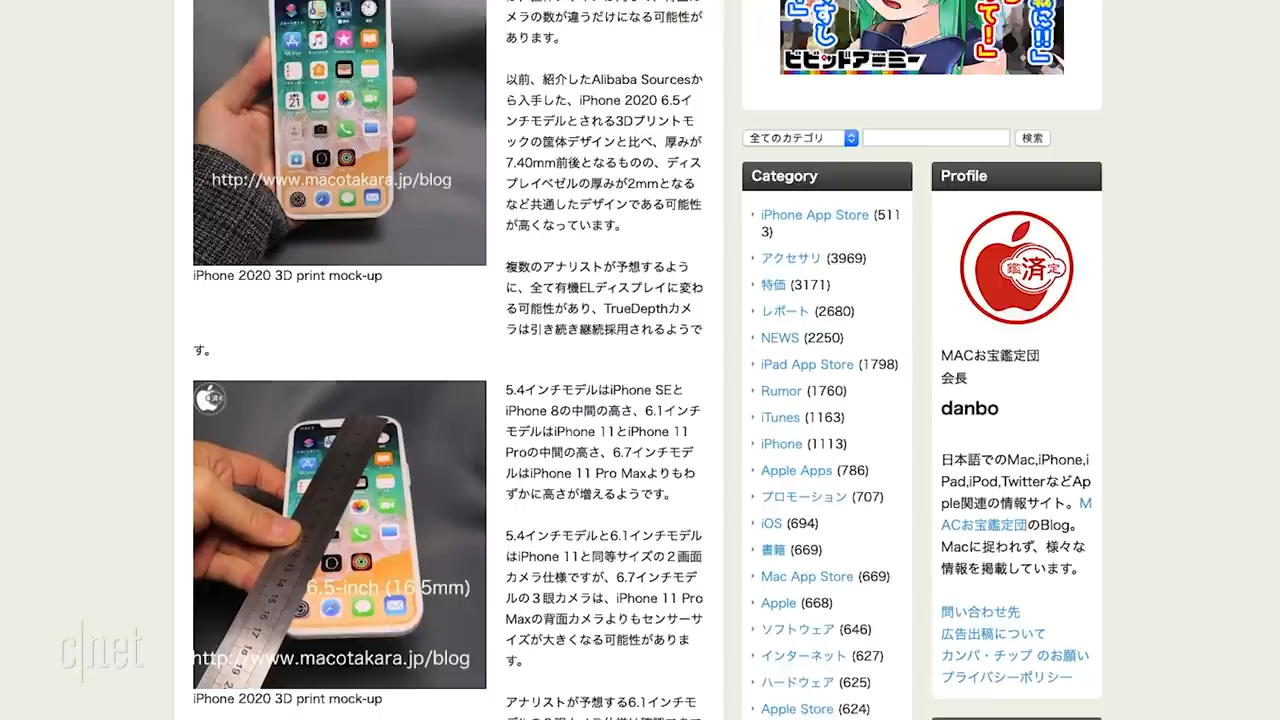 メラの数が違うだけになる可能性が
あります。
以前、紹介したAlibaba Sourcesか
ら入手した、iPhone 2020 6.5イ
ンチモデルとされる3Dプリントモ
ックの筐体デザインと比べ、厚みが
7.40mm前後となるものの、ディス
プレイベゼルの厚みが2mmとなる
など共通したデザインである可能性
が高くなっています。
http://www.macotakara.jp/blog
iPhone 2020 3D print mock-up
複数のアナリストが予想するよう
に、全て有機ELディスプレイに変わ
る可能性があり、TrueDepthカメ
ラは引き続き継続採用されるようで
す。
5.4インチモデルはiPhone SEと
iPhone 8の中間の高さ、6.1インチ
モデルはiPhone 11とiPhone 11
Proの中間の高さ、6.7インチモデ
ルはiPhone 11 Pro Maxよりもわ
ずかに高さが増えるようです。
5.4インチモデルと6.1インチモデル
はiPhone 11と同等サイズの２画面
カメラ仕様ですが、6.7インチモデ
ルの３眼カメラは、iPhone 11 Pro
Maxの背面カメラよりもセンサーサ
イズが大きくなる可能性がありま
す。
6.5-inch (16.5mm)
http://www.macotakara.jp/blog
iPhone 2020 3D print mock-up
アナリストが予想する6.1インチモ
c|net
ビビッドアーミー
全てのカテゴリ
検索
Category
iPhone App Store (511
3)
アクセサリ (3969)
特価 (3171)
レポート (2680)
NEWS (2250)
iPad App Store (1798)
Rumor (1760)
iTunes (1163)
iPhone (1113)
Apple Apps (786)
プロモーション (707)
iOS (694)
書籍 (669)
Mac App Store (669)
Apple (668)
ソフトウェア (646)
インターネット (627)
ハードウェア (625)
Apple Store (624)
Profile
鑑済定
MACお宝鑑定団
会長
danbo
日本語でのMac,iPhone,i
Pad,iPod,TwitterなどAp
ple関連の情報サイト。M
ACお宝鑑定団のBlog。
Macに捉われず、様々な
情報を掲載しています。
問い合わせ先
広告出稿について
カンパ・チップ のお願い
プライバシーポリシー